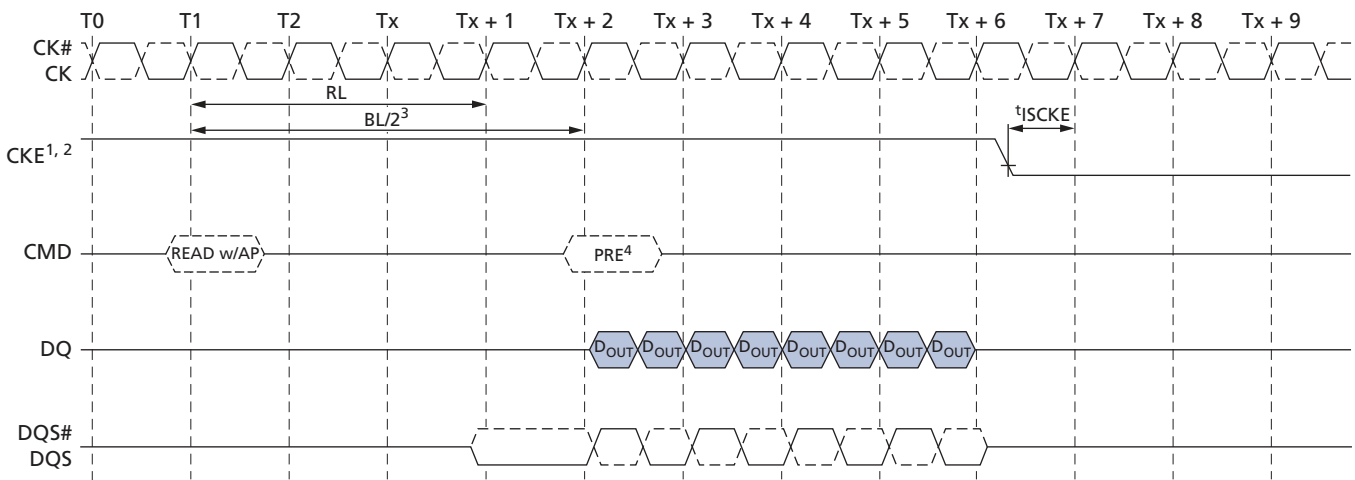 T0 T1 T2 Tx Tx + 1 Tx + 2 Tx + 3 Tx + 4 Tx + 5 Tx + 6 Tx + 7 Tx + 8 Tx + 9
CK#
CK
RL
BL/2³
tISCKE
CKE1, 2
CMD
READ w/AP
PRE⁴
DQ
DOUT DOUT DOUT DOUT DOUT DOUT DOUT DOUT
DQS#
DQS